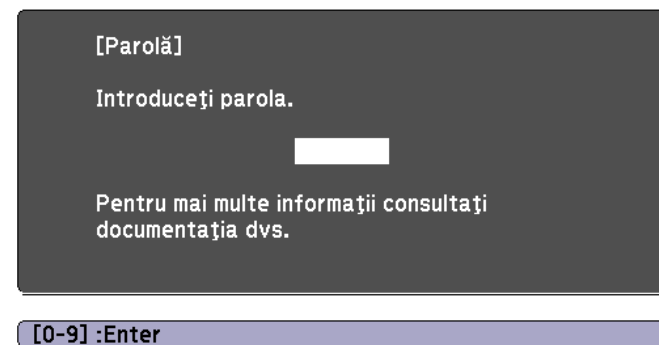 [Parolă]
Introduceţi parola.
Pentru mai multe informaţii consultaţi
documentaţia dvs.
[0-9] :Enter